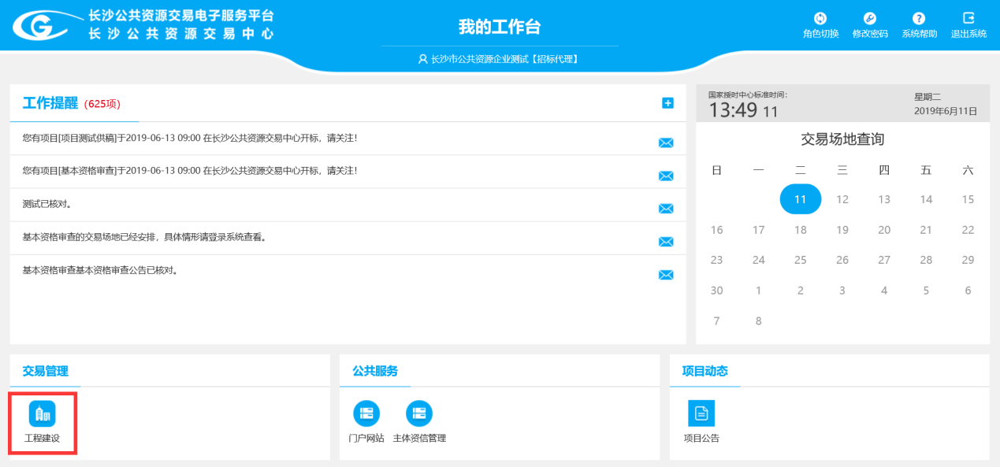 长沙公共资源交易电子服务平台
长沙公共资源交易中心
我的工作台
长沙市公共资源企业测试【招标代理】
角色切换 修改密码 系统帮助 退出系统
工作提醒 (625项)
您有项目[项目测试供稿]于2019-06-13 09:00 在长沙公共资源交易中心开标，请关注！
您有项目[基本资格审查]于2019-06-13 09:00 在长沙公共资源交易中心开标，请关注！
测试已核对。
基本资格审查的交易场地已经安排，具体情形请登录系统查看。
基本资格审查基本资格审查公告已核对。
国家授时中心标准时间：
13:49 11
星期二
2019年6月11日
交易场地查询
日 一 二 三 四 五 六
11 12 13 14 15
16 17 18 19 20 21 22
23 24 25 26 27 28 29
30 1 2 3 4 5 6
7 8
交易管理
工程建设
公共服务
门户网站 主体资信管理
项目动态
项目公告